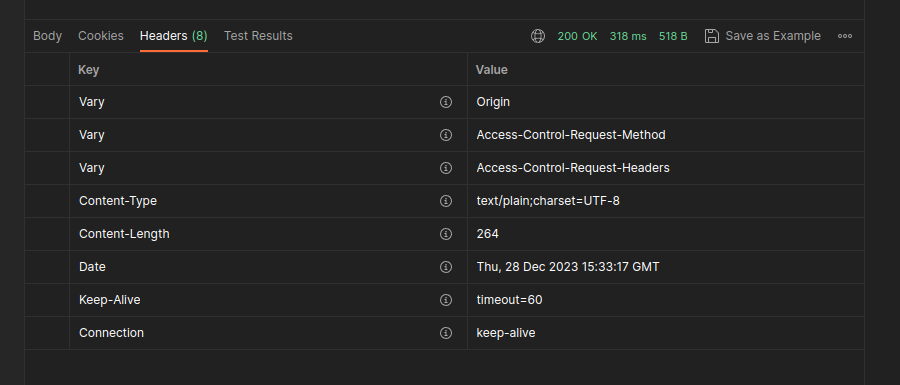 Body Cookies Headers (8) Test Results 200 OK 318 ms 518 B Save as Example
Key Value
Vary Origin
Vary Access-Control-Request-Method
Vary Access-Control-Request-Headers
Content-Type text/plain;charset=UTF-8
Content-Length 264
Date Thu, 28 Dec 2023 15:33:17 GMT
Keep-Alive timeout=60
Connection keep-alive